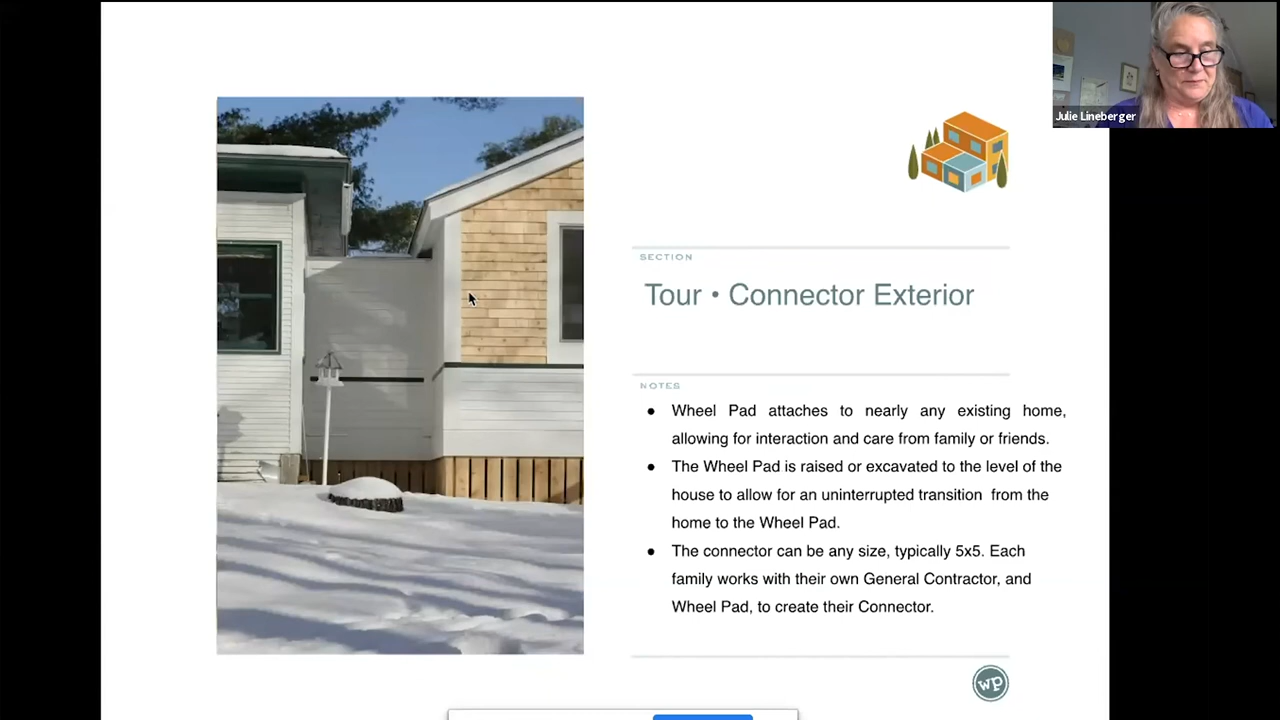 Julie Lineberger
SECTION
Tour • Connector Exterior
NOTES
● Wheel Pad attaches to nearly any existing home,
allowing for interaction and care from family or friends.
● The Wheel Pad is raised or excavated to the level of the
house to allow for an uninterrupted transition from the
home to the Wheel Pad.
● The connector can be any size, typically 5x5. Each
family works with their own General Contractor, and
Wheel Pad, to create their Connector.
wp